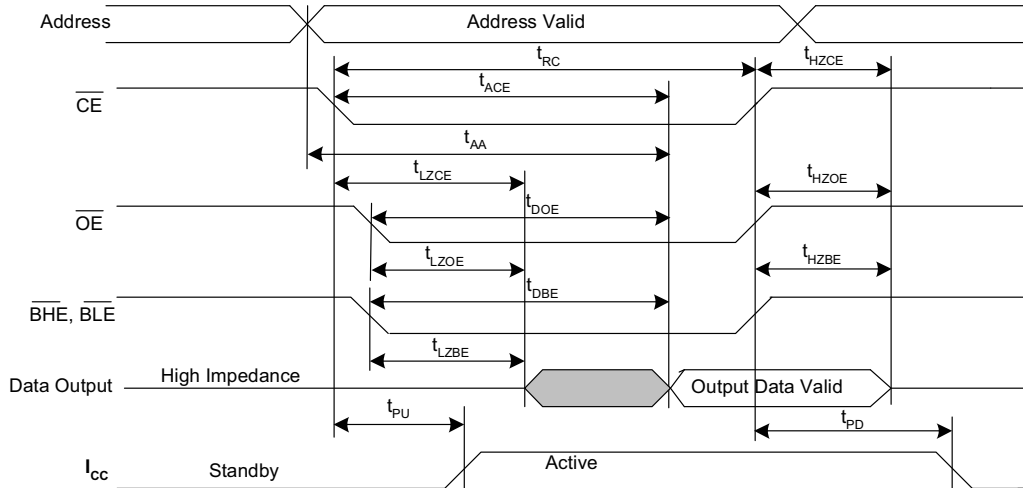 Address
Address Valid
tRC
tHZCE
tACE
CE
tAA
tLZCE
tHZOE
OE
tDOE
tLZOE
tHZBE
tDBE
BHE, BLE
tLZBE
Data Output
High Impedance
Output Data Valid
tPU
tPD
ICC
Standby
Active